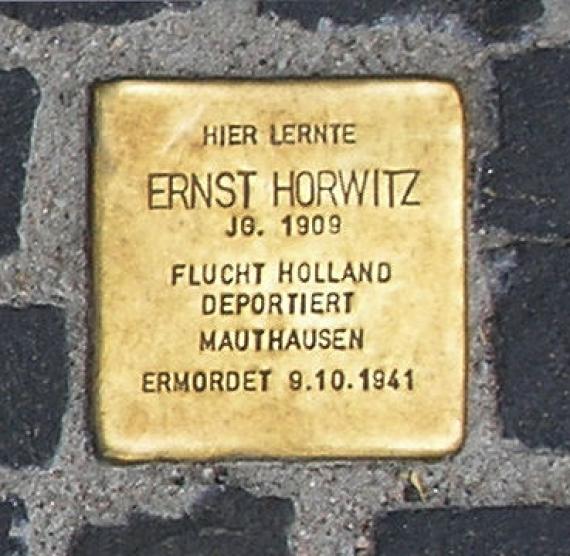 HIER LERNTE
ERNST HORWITZ
JG. 1909
FLUCHT HOLLAND
DEPORTIERT
MAUTHAUSEN
ERMORDET 9.10.1941